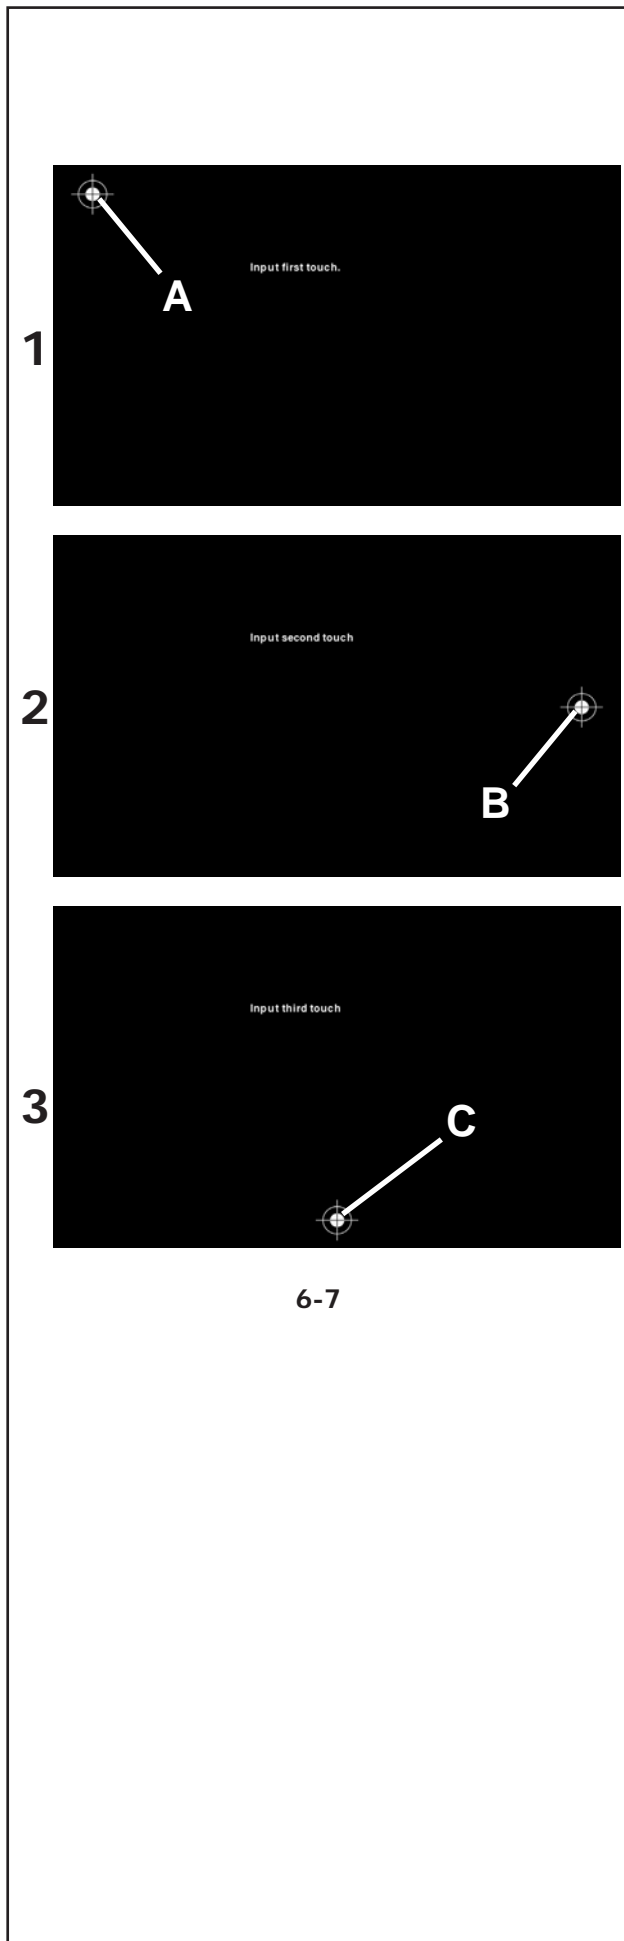 Input first touch.
A
1
Input second touch
2
B
Input third touch
C
3
6-7